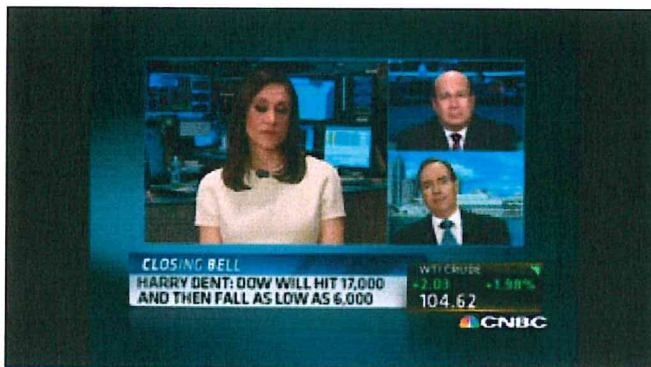 CLOSING BELL
HARRY DENT: DOW WILL HIT 17,000
AND THEN FALL AS LOW AS 6,000
WTI CRUDE
+2.03 +1.98%
104.62
CNBC